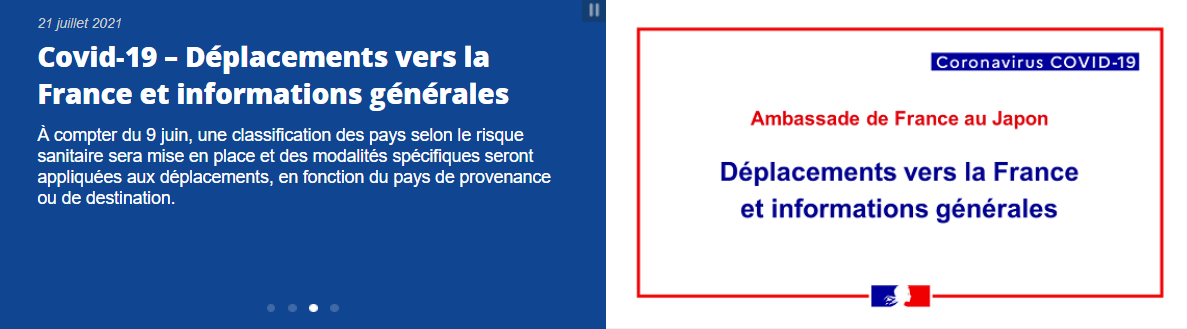 21 juillet 2021
Covid-19 – Déplacements vers la
France et informations générales
À compter du 9 juin, une classification des pays selon le risque
sanitaire sera mise en place et des modalités spécifiques seront
appliquées aux déplacements, en fonction du pays de provenance
ou de destination.
Coronavirus COVID-19
Ambassade de France au Japon
Déplacements vers la France
et informations générales